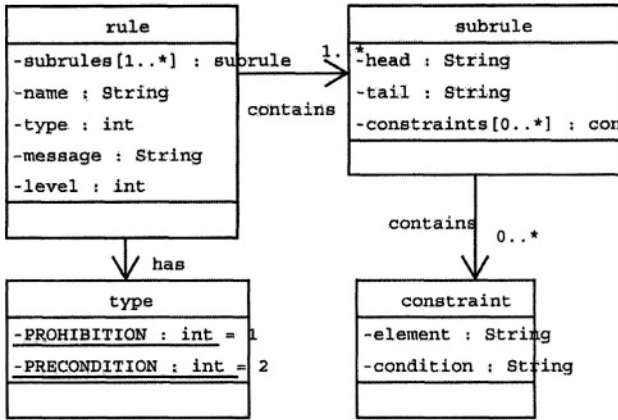 rule
-subrules[1..*] : subrule
-name : String
-type : int
-message : String
-level : int
1..*
contains
subrule
-head : String
-tail : String
-constraints[0..*] : con
has
contains
0..*
type
-PROHIBITION : int = 1
-PRECONDITION : int = 2
constraint
-element : String
-condition : String